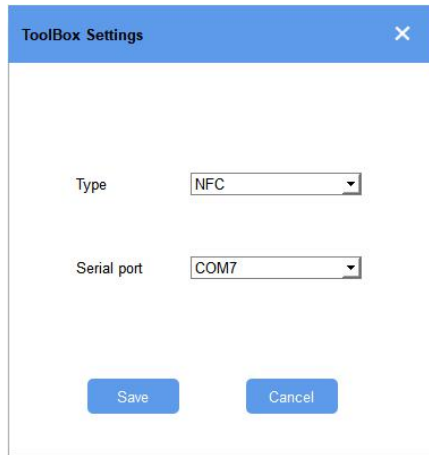 ToolBox Settings
Type NFC
Serial port COM7
Save Cancel